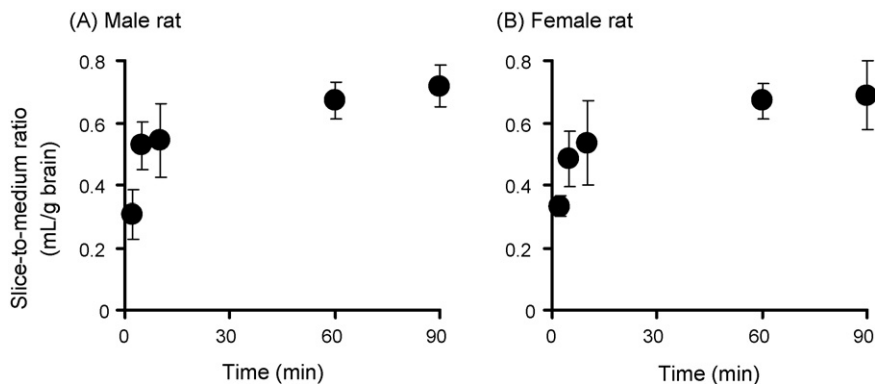 (A) Male rat
(B) Female rat
Slice-to-medium ratio
(mL/g brain)
0.8
0.6
0.4
0.2
0
0 30 60 90
Time (min)
0.8
0.6
0.4
0.2
0
0 30 60 90
Time (min)